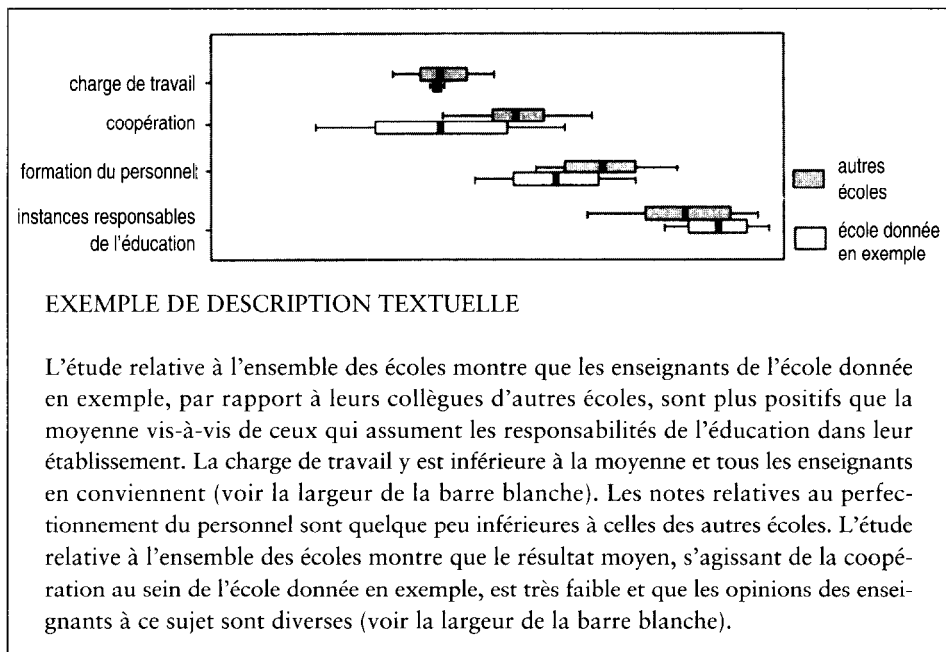 charge de travail
coopération
formation du personnel
instances responsables
de l'éducation
autres
écoles
école donnée
en exemple
EXEMPLE DE DESCRIPTION TEXTUELLE
L'étude relative à l'ensemble des écoles montre que les enseignants de l'école donnée
en exemple, par rapport à leurs collègues d'autres écoles, sont plus positifs que la
moyenne vis-à-vis de ceux qui assument les responsabilités de l'éducation dans leur
établissement. La charge de travail y est inférieure à la moyenne et tous les enseignants
en conviennent (voir la largeur de la barre blanche). Les notes relatives au perfec-
tionnement du personnel sont quelque peu inférieures à celles des autres écoles. L'étude
relative à l'ensemble des écoles montre que le résultat moyen, s'agissant de la coopé-
ration au sein de l'école donnée en exemple, est très faible et que les opinions des ensei-
gnants à ce sujet sont diverses (voir la largeur de la barre blanche).